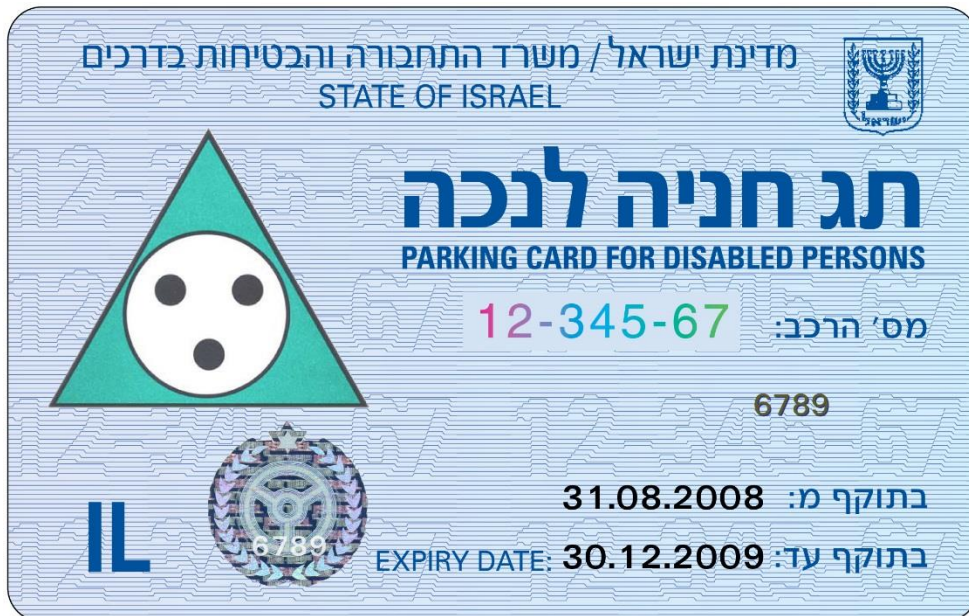 מדינת ישראל / משרד התחבורה והבטיחות בדרכים
STATE OF ISRAEL
ישראל
תג חניה לנכה
PARKING CARD FOR DISABLED PERSONS
מס׳ הרכב: 12-345-67
6789
בתוקף מ: 31.08.2008
בתוקף עד: 30.12.2009 EXPIRY DATE:
IL
6789